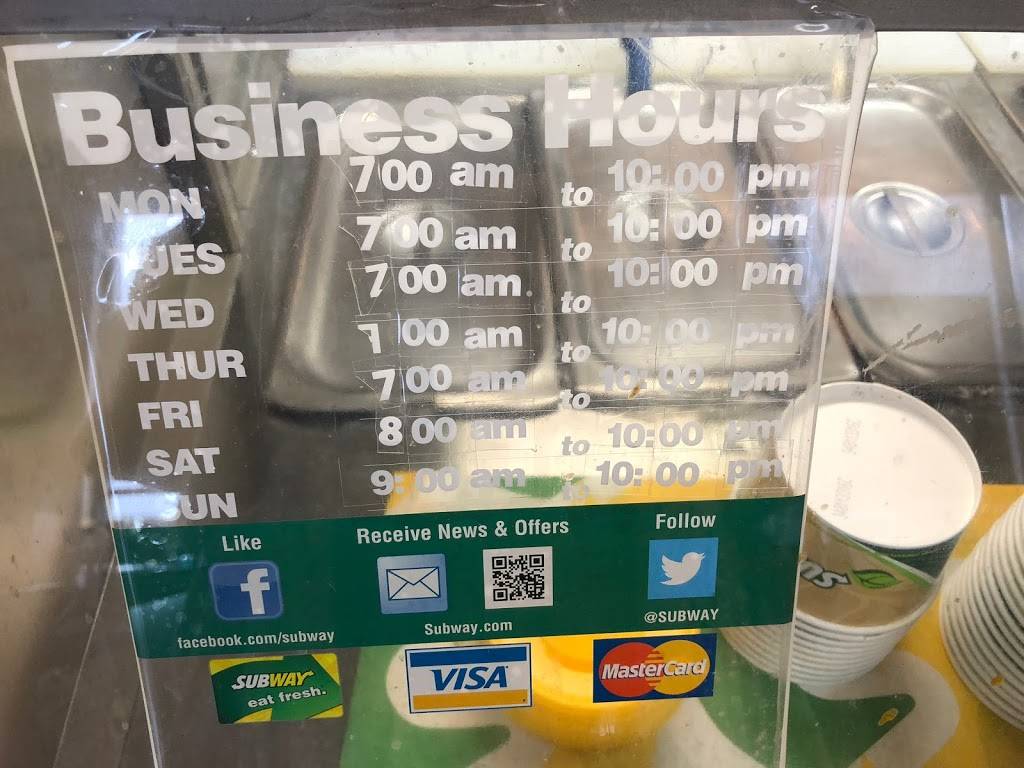 Business Hours
MON 7:00 am to 10:00 pm
TUES 7 00 am to 10:00 pm
WED 7 00 am to 10:00 pm
THUR 7 00 am to 10:00 pm
FRI 7 00 am to 10:00 pm
SAT 8 00 am to 10:00 pm
SUN 9:00 am to 10:00 pm
Like Receive News & Offers Follow
facebook.com/subway Subway.com @SUBWAY
SUBWAY eat fresh. VISA MasterCard